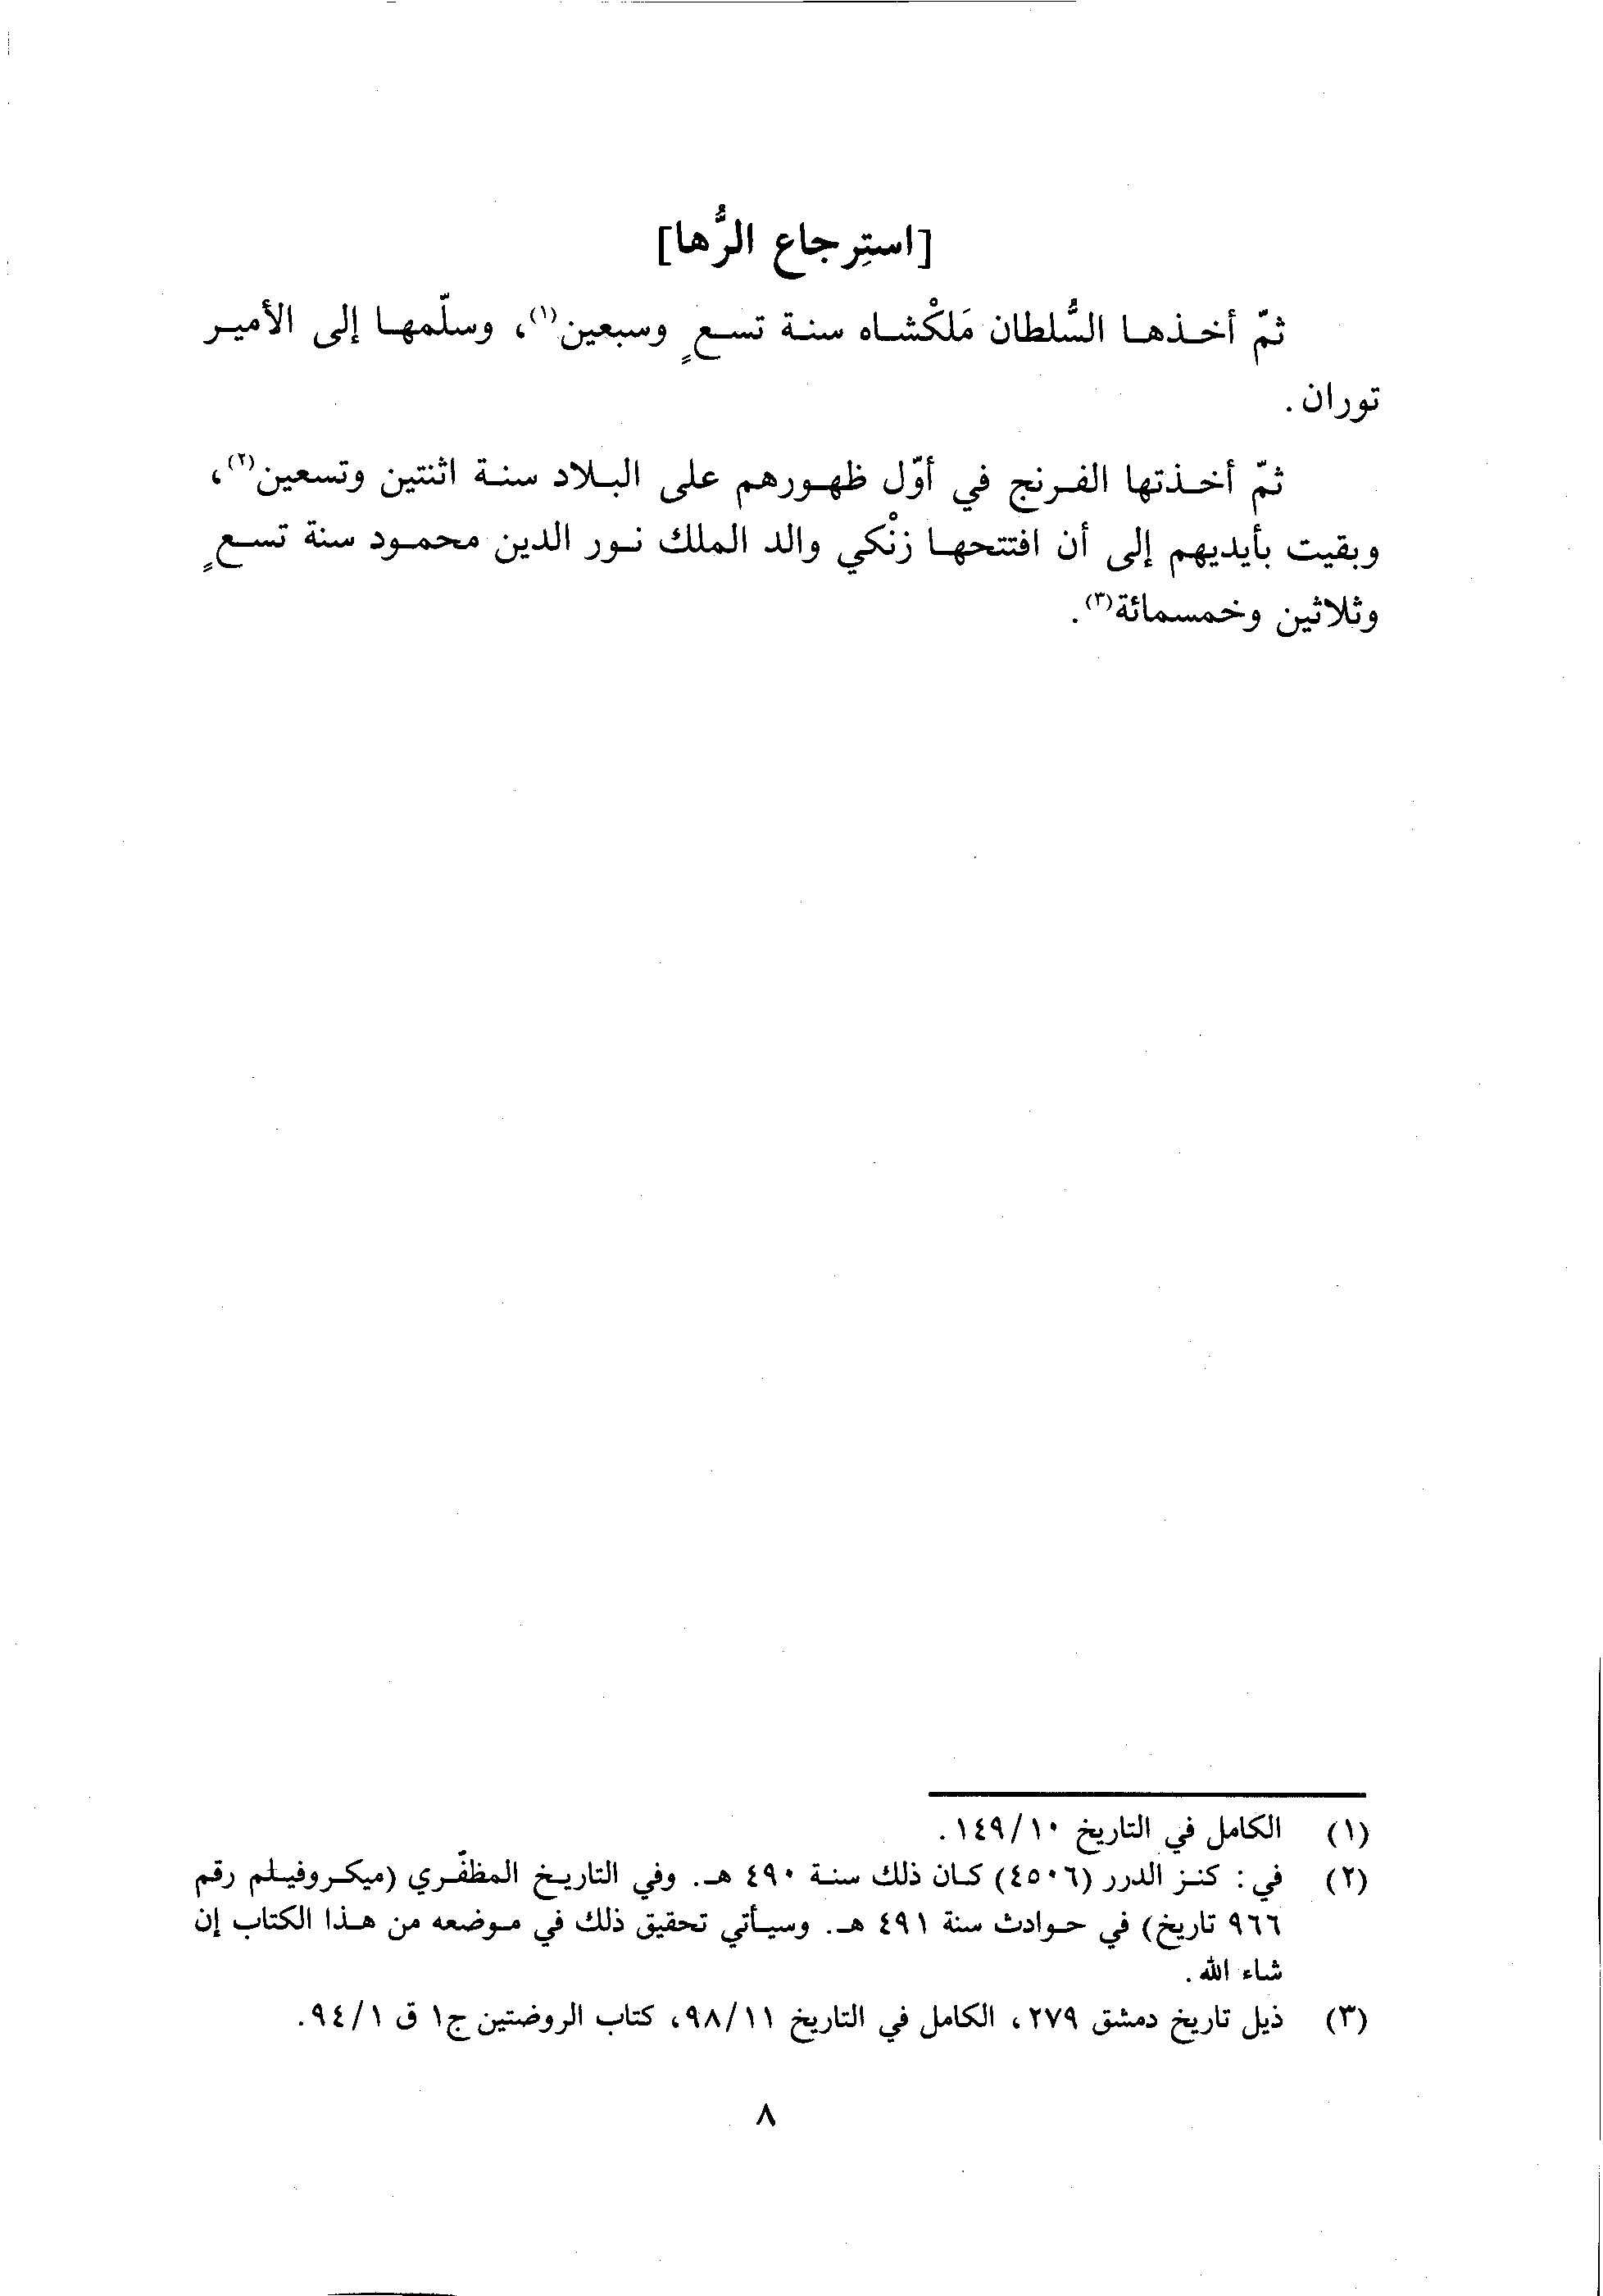 [استِرجاع الرُّها]
ثمّ أخذها السُّلطان مَلكْشاه سنة تسعٍ وسبعين(١)، وسلّمها إلى الأمير
توران.
ثمّ أخذتها الفرنج في أوّل ظهورهم على البلاد سنة اثنتين وتسعين(٢)،
وبقيت بأيديهم إلى أن افتتحها زنْكي والد الملك نور الدين محمود سنة تسعٍ
وثلاثين وخمسمائة(٣).
(١) الكامل في التاريخ ١٤٩/١٠.
(٢) في: كنز الدرر (٤٥٠٦) كان ذلك سنة ٤٩٠ هـ. وفي التاريخ المظفّري (ميكروفيلم رقم
٩٦٦ تاريخ) في حوادث سنة ٤٩١ هـ. وسيأتي تحقيق ذلك في موضعه من هذا الكتاب إن
شاء الله.
(٣) ذيل تاريخ دمشق ٢٧٩، الكامل في التاريخ ٩٨/١١، كتاب الروضتين ج١ ق ٩٤/١.
٨